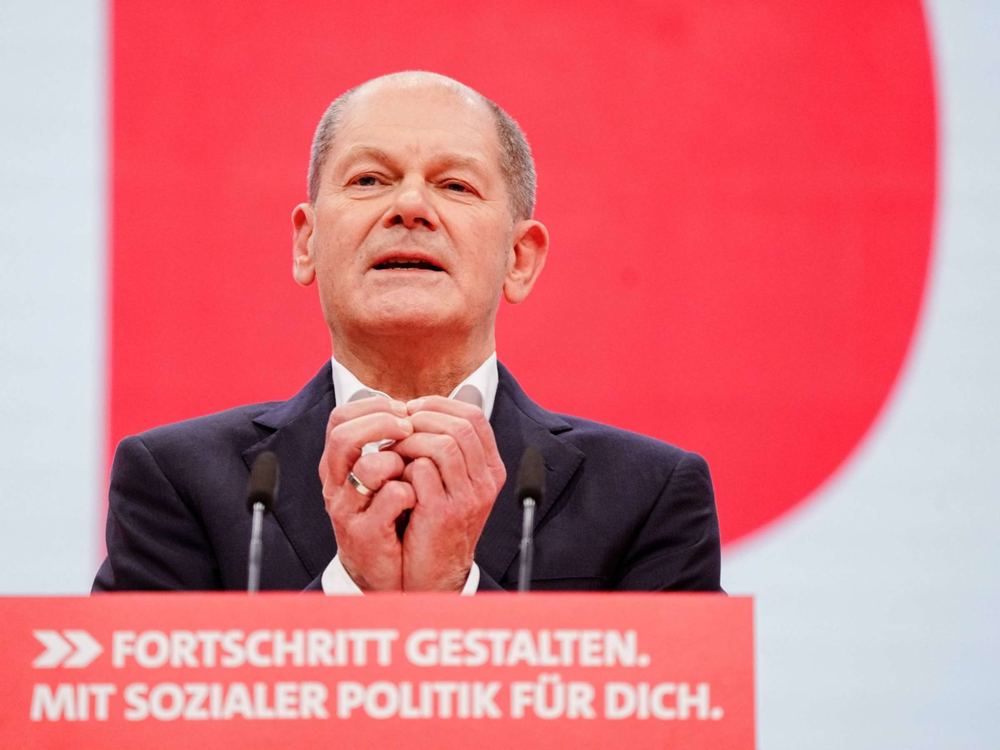 FORTSCHRITT GESTALTEN.
MIT SOZIALER POLITIK FÜR DICH.